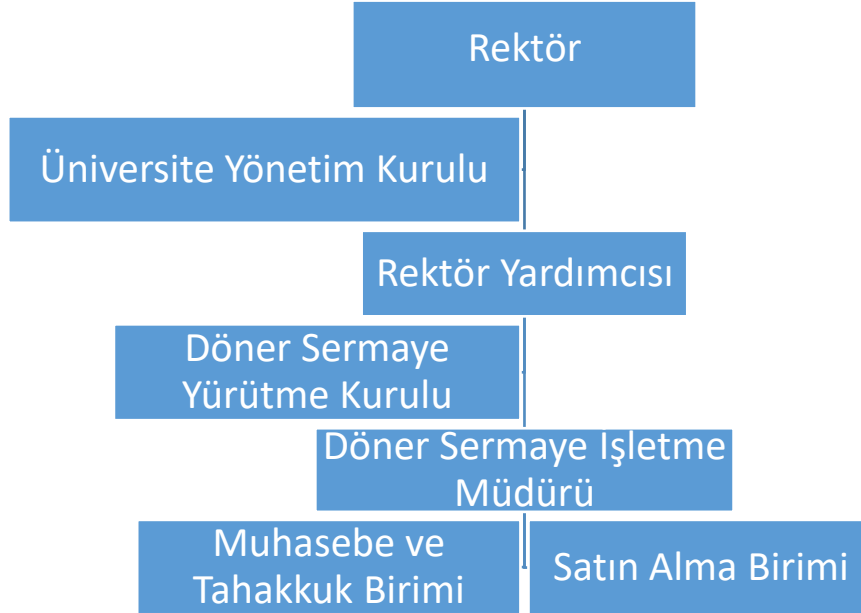 Rektör
Üniversite Yönetim Kurulu
Rektör Yardımcısı
Döner Sermaye
Yürütme Kurulu
Döner Sermaye Işletme
Müdürü
Muhasebe ve
Tahakkuk Birimi
Satın Alma Birimi